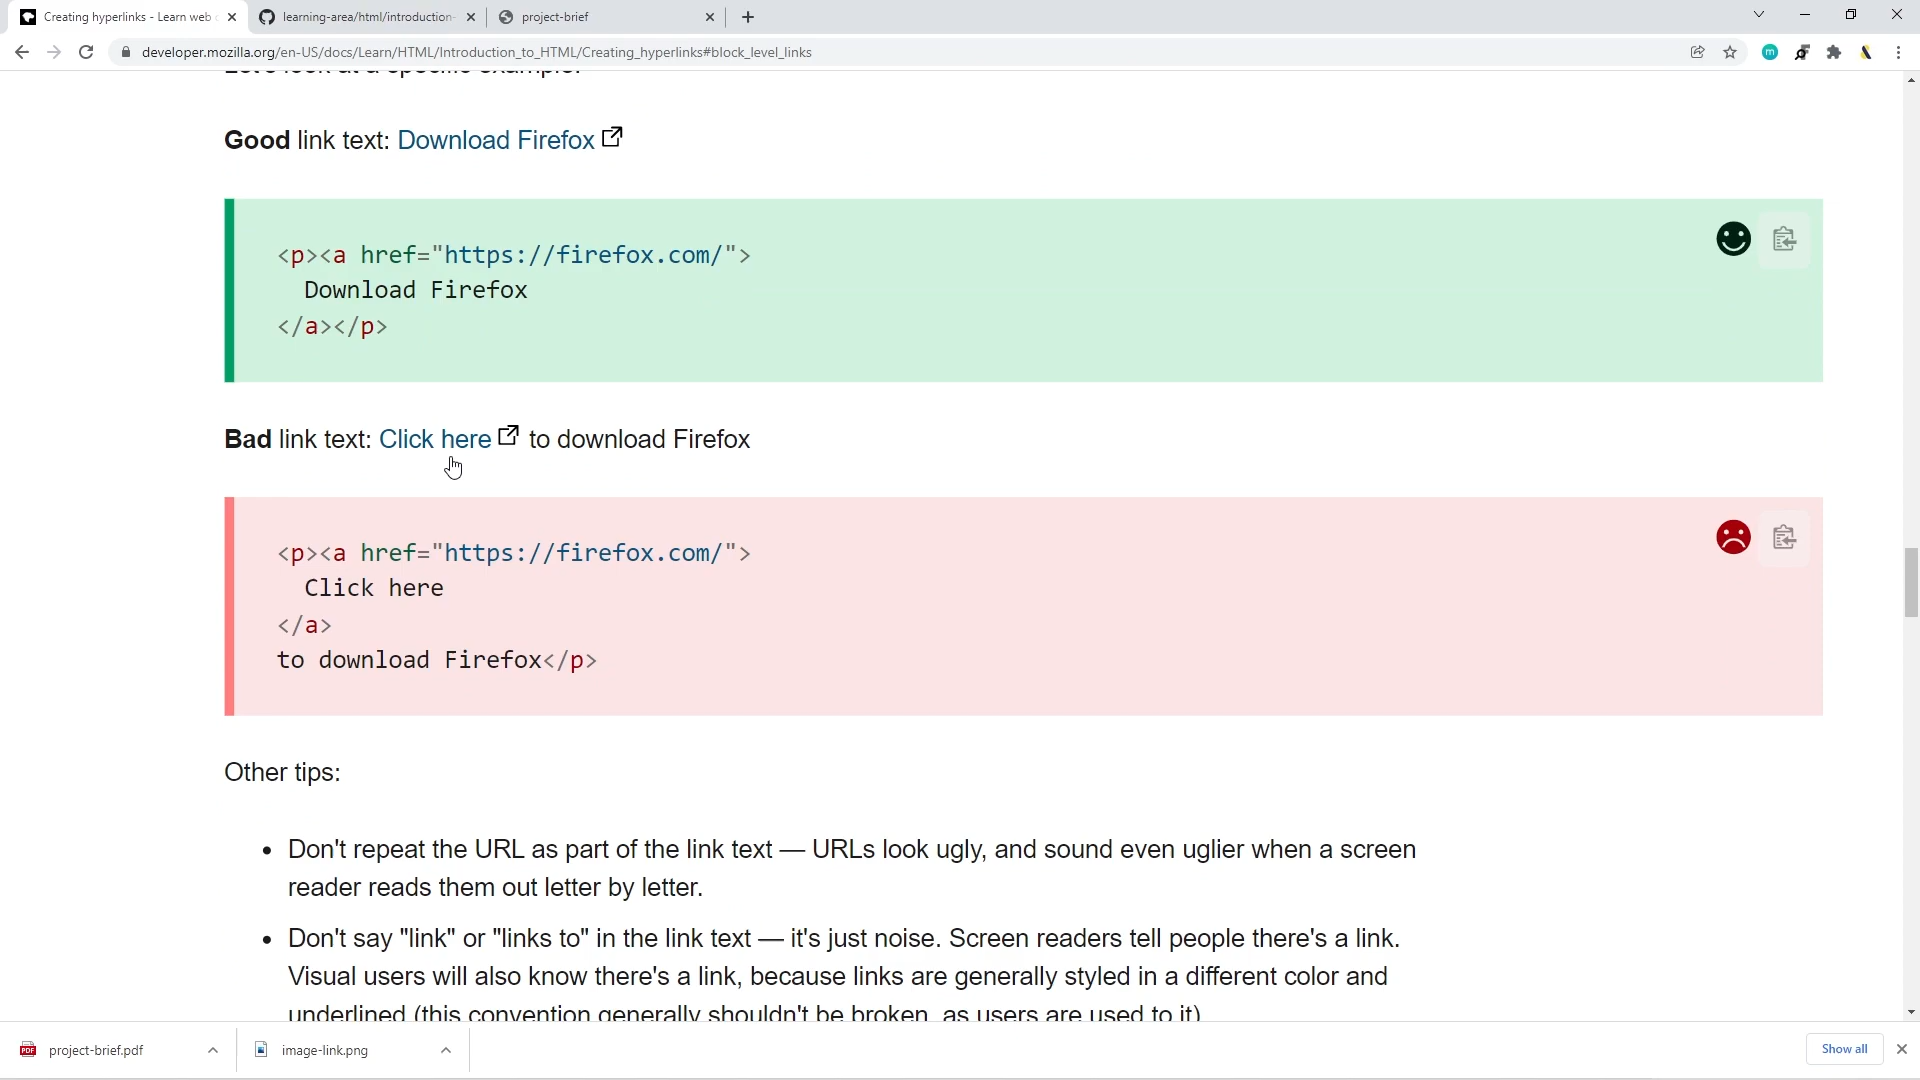 Creating hyperlinks - Learn web
learning-area/html/introduction-
project-brief
developer.mozilla.org/en-US/docs/Learn/HTML/Introduction_to_HTML/Creating_hyperlinks#block_level_links
m
Let's look at a specific example:
Good link text: Download Firefox
<p><a href="https://firefox.com/">
Download Firefox
</a></p>
Bad link text: Click here to download Firefox
<p><a href="https://firefox.com/">
Click here
</a>
to download Firefox</p>
Other tips:
• Don't repeat the URL as part of the link text — URLs look ugly, and sound even uglier when a screen
reader reads them out letter by letter.
• Don't say "link" or "links to" in the link text — it's just noise. Screen readers tell people there's a link.
Visual users will also know there's a link, because links are generally styled in a different color and
underlined (this convention generally shouldn't be broken, as users are used to it)
PDF
project-brief.pdf
image-link.png
Show all